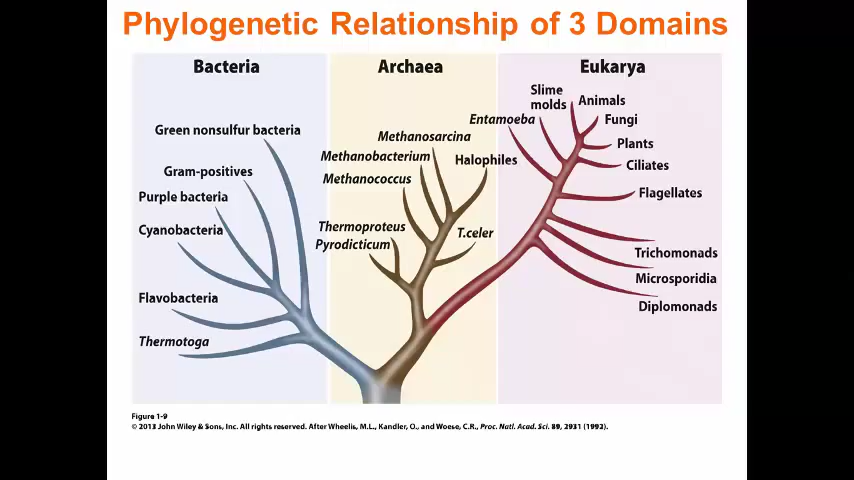 Phylogenetic Relationship of 3 Domains
Bacteria
Archaea
Eukarya
Green nonsulfur bacteria
Gram-positives
Purple bacteria
Cyanobacteria
Flavobacteria
Thermotoga
Methanosarcina
Methanobacterium
Halophiles
Methanococcus
Thermoproteus
Pyrodicticum
T.celer
Slime
molds
Animals
Entamoeba
Fungi
Plants
Ciliates
Flagellates
Trichomonads
Microsporidia
Diplomonads
Figure 1-9
© 2013 John Wiley & Sons, Inc. All rights reserved. After Wheelis, M.L., Kandler, O., and Woese, C.R., Proc. Natl. Acad. Sci. 89, 2931 (1992).